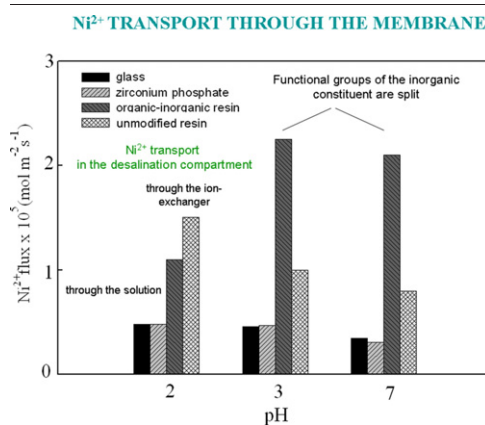 Ni²⁺ TRANSPORT THROUGH THE MEMBRANE
3
glass
zirconium phosphate
organic-inorganic resin
unmodified resin
Functional groups of the inorganic
constituent are split
Ni²⁺ transport
in the desalination compartment
through the ion-
exchanger
through the solution
Ni²⁺flux x 10⁵(mol m⁻² s⁻¹)
2
1
0
2 3 7
pH